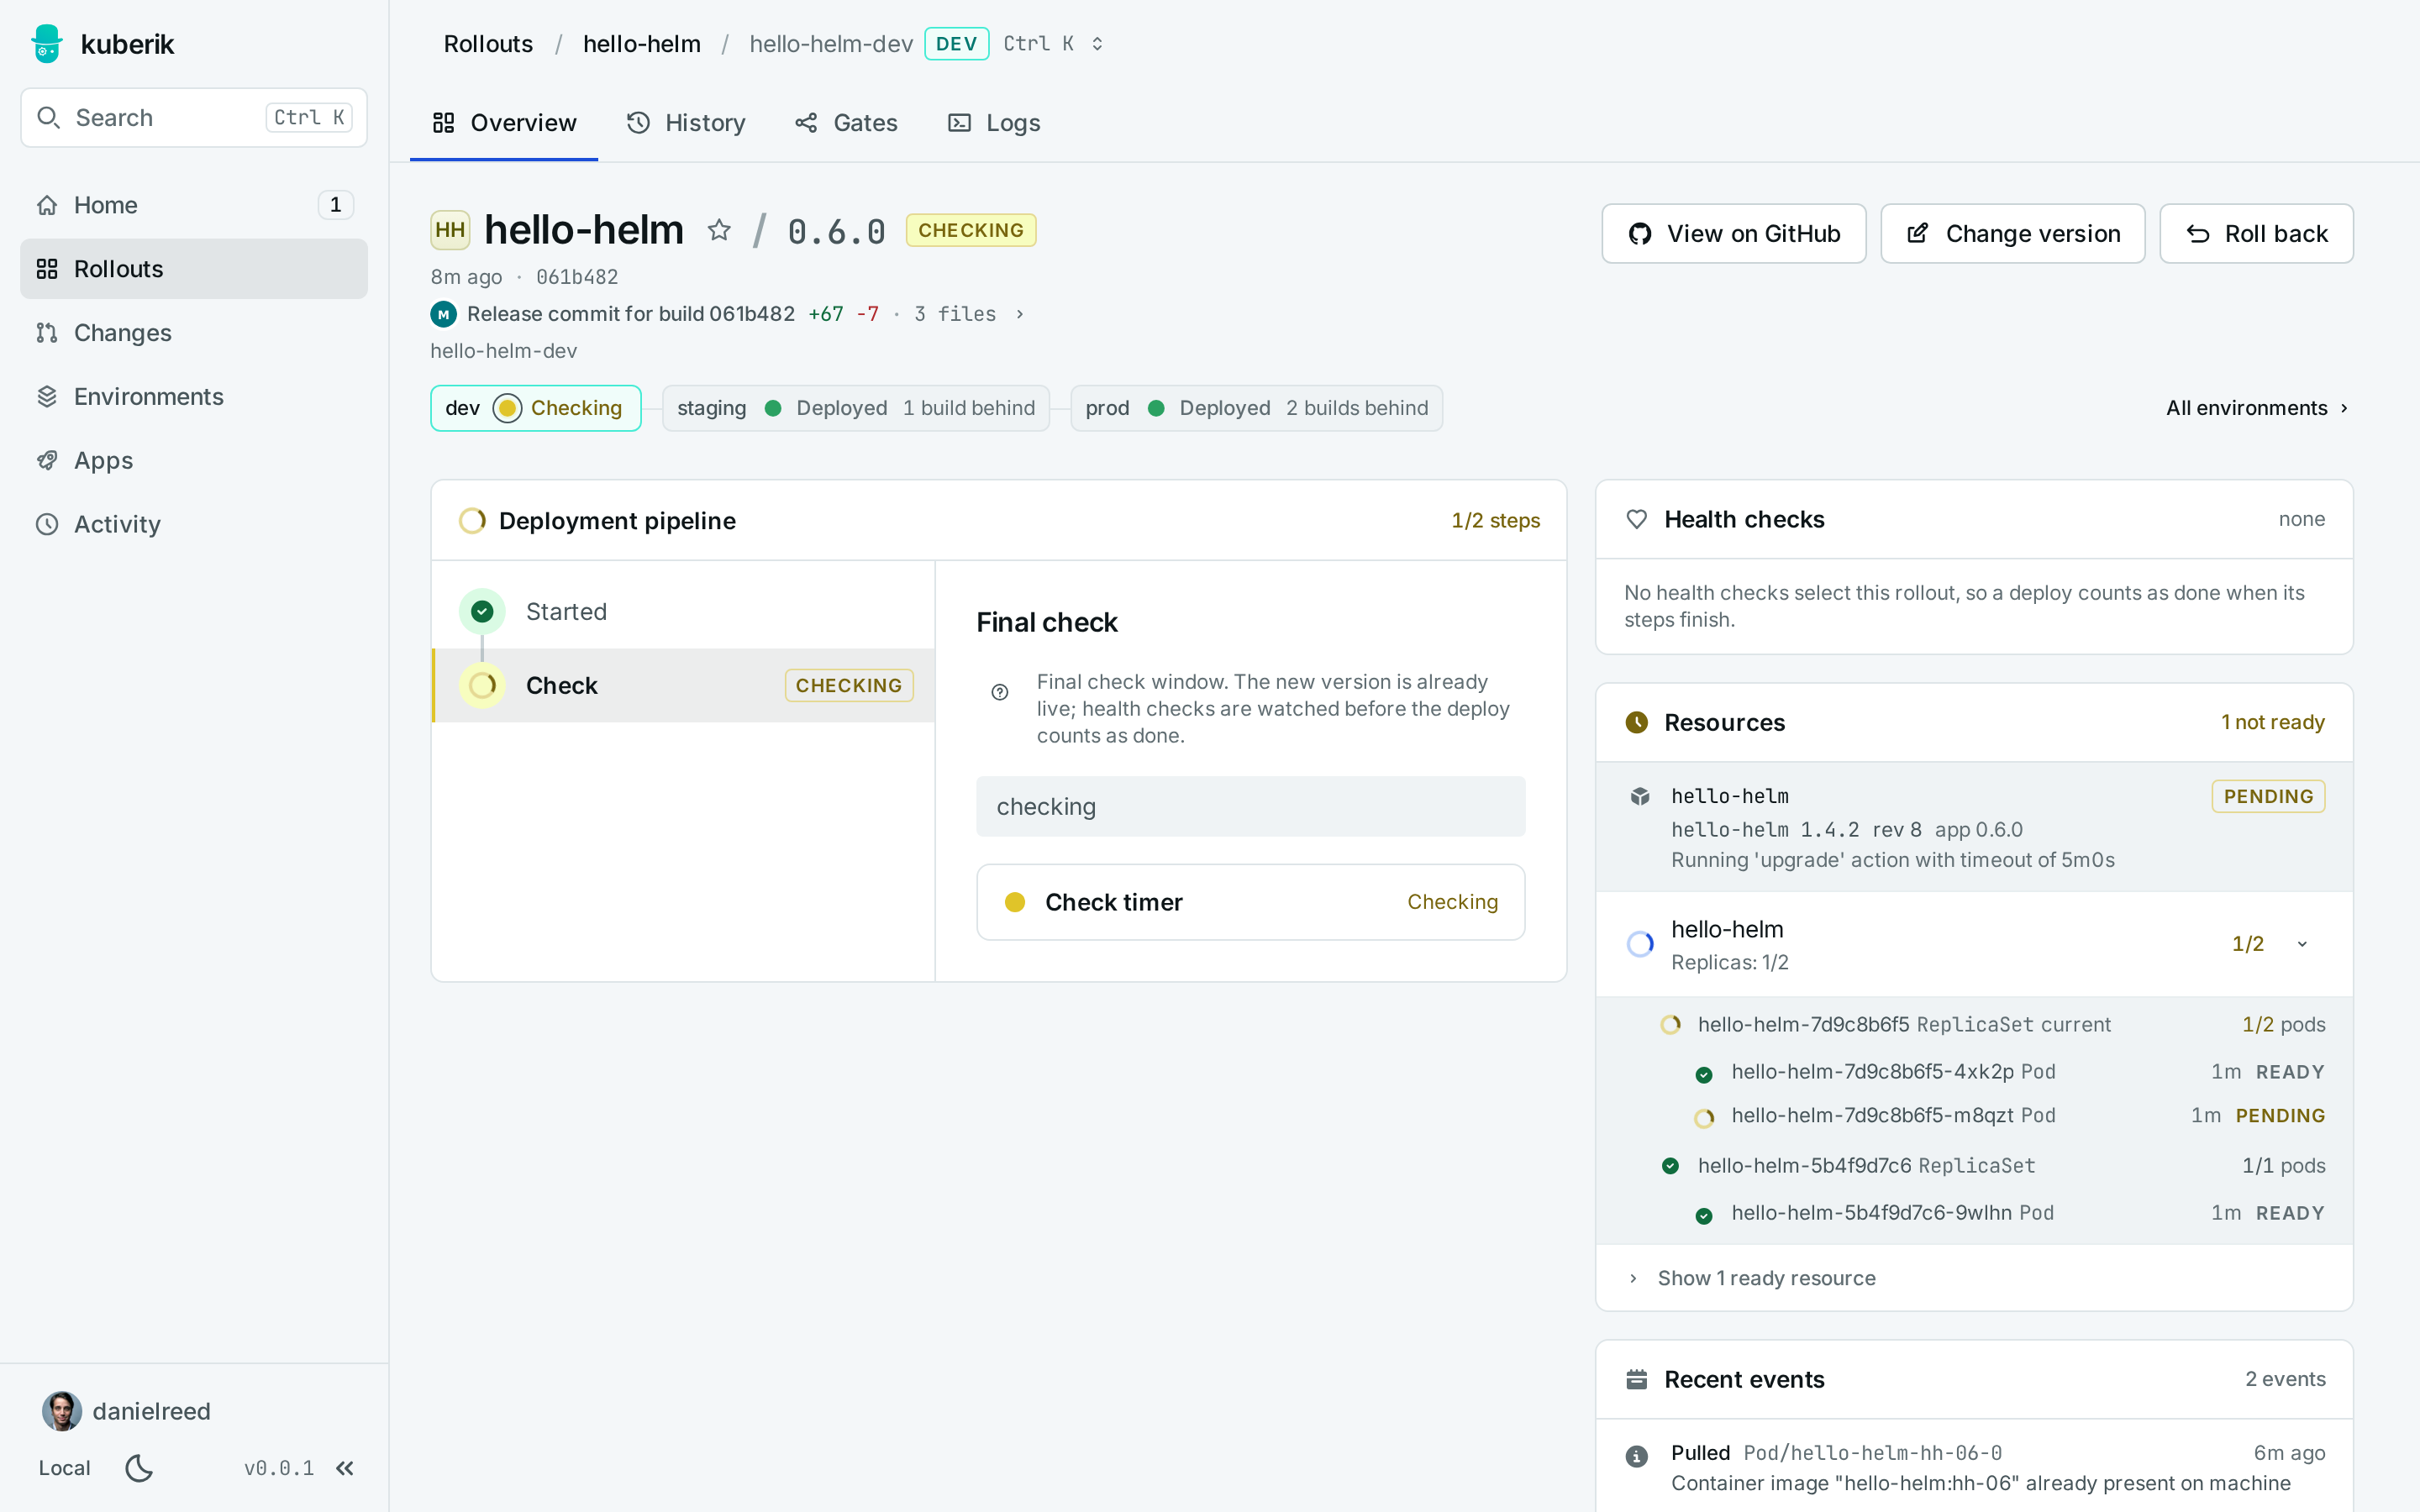 kuberik
Search Ctrl K
Home 1
Rollouts
Changes
Environments
Apps
Activity
danielreed
Local v0.0.1
Rollouts / hello-helm / hello-helm-dev DEV Ctrl K
Overview History Gates Logs
HH hello-helm / 0.6.0 CHECKING
View on GitHub Change version Roll back
8m ago · 061b482
M Release commit for build 061b482 +67 -7 · 3 files
hello-helm-dev
dev Checking staging Deployed 1 build behind prod Deployed 2 builds behind All environments
Deployment pipeline 1/2 steps
Started
Check CHECKING
Final check
Final check window. The new version is already
live; health checks are watched before the deploy
counts as done.
checking
Check timer Checking
Health checks none
No health checks select this rollout, so a deploy counts as done when its
steps finish.
Resources 1 not ready
hello-helm PENDING
hello-helm 1.4.2 rev 8 app 0.6.0
Running 'upgrade' action with timeout of 5m0s
hello-helm 1/2
Replicas: 1/2
hello-helm-7d9c8b6f5 ReplicaSet current 1/2 pods
hello-helm-7d9c8b6f5-4xk2p Pod 1m READY
hello-helm-7d9c8b6f5-m8qzt Pod 1m PENDING
hello-helm-5b4f9d7c6 ReplicaSet 1/1 pods
hello-helm-5b4f9d7c6-9wlhn Pod 1m READY
Show 1 ready resource
Recent events 2 events
Pulled Pod/hello-helm-hh-06-0 6m ago
Container image "hello-helm:hh-06" already present on machine